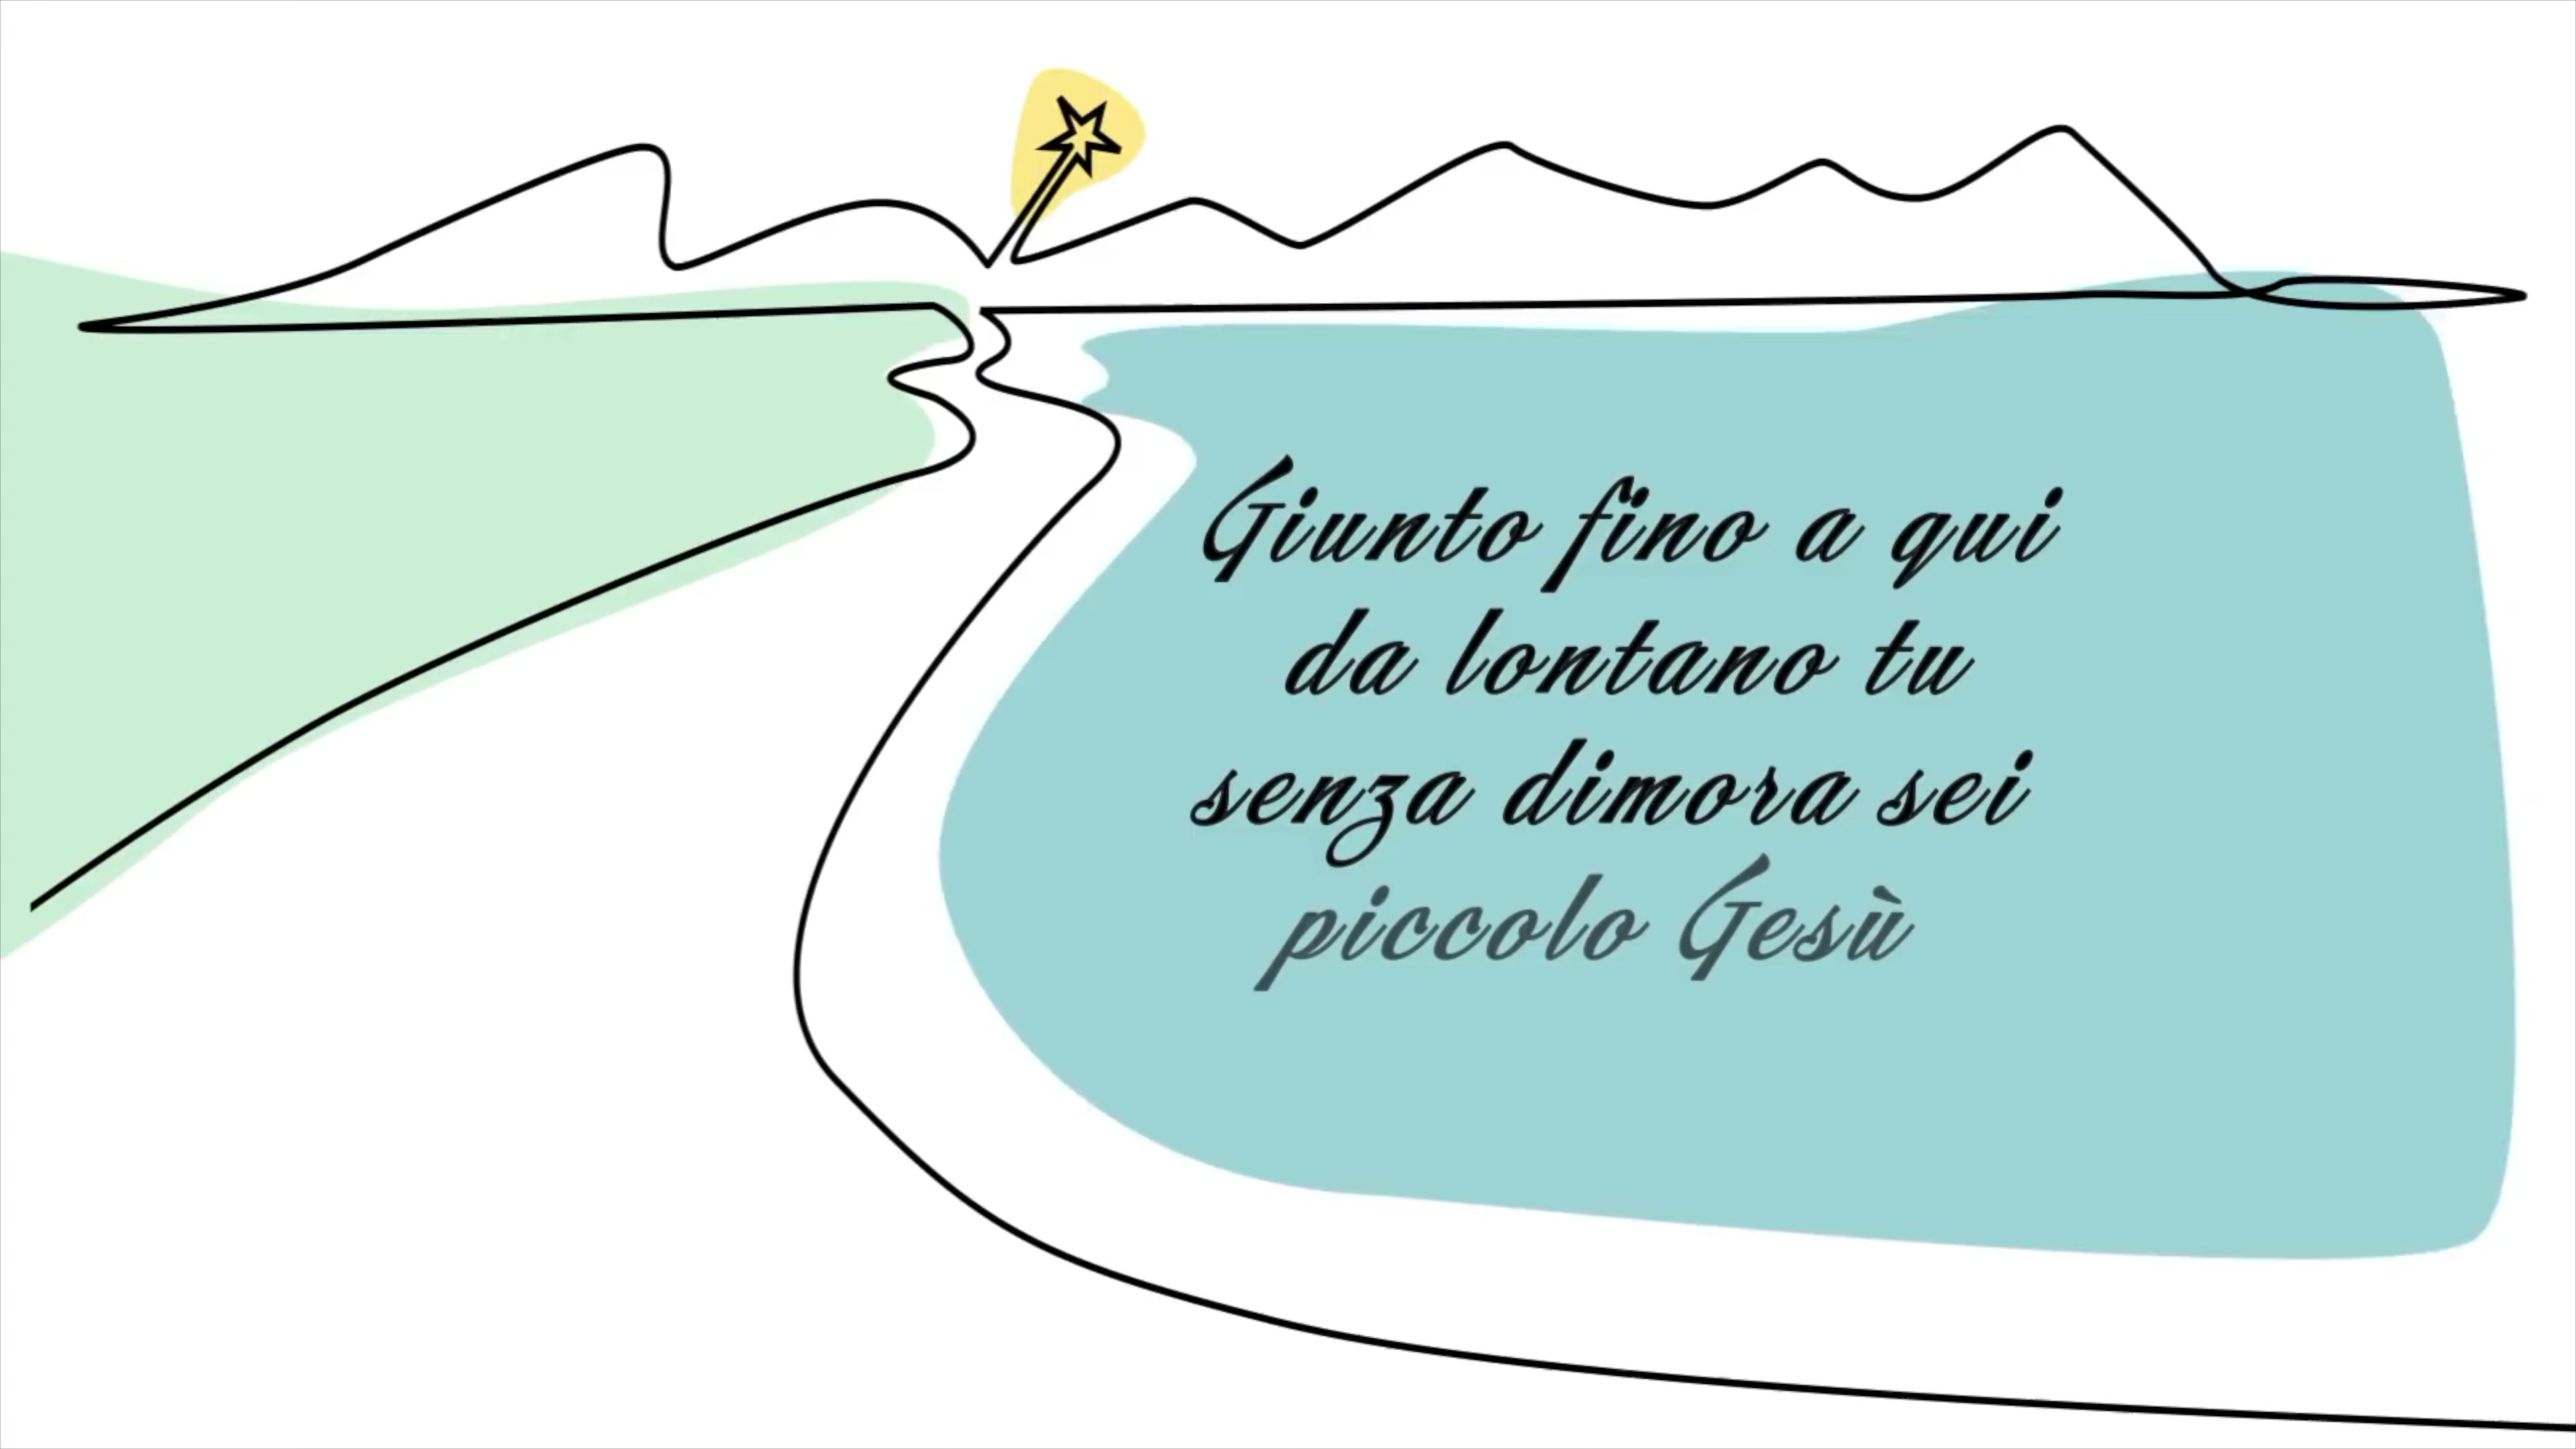 Giunto fino a qui
da lontano tu
senza dimora sei
piccolo Gesù